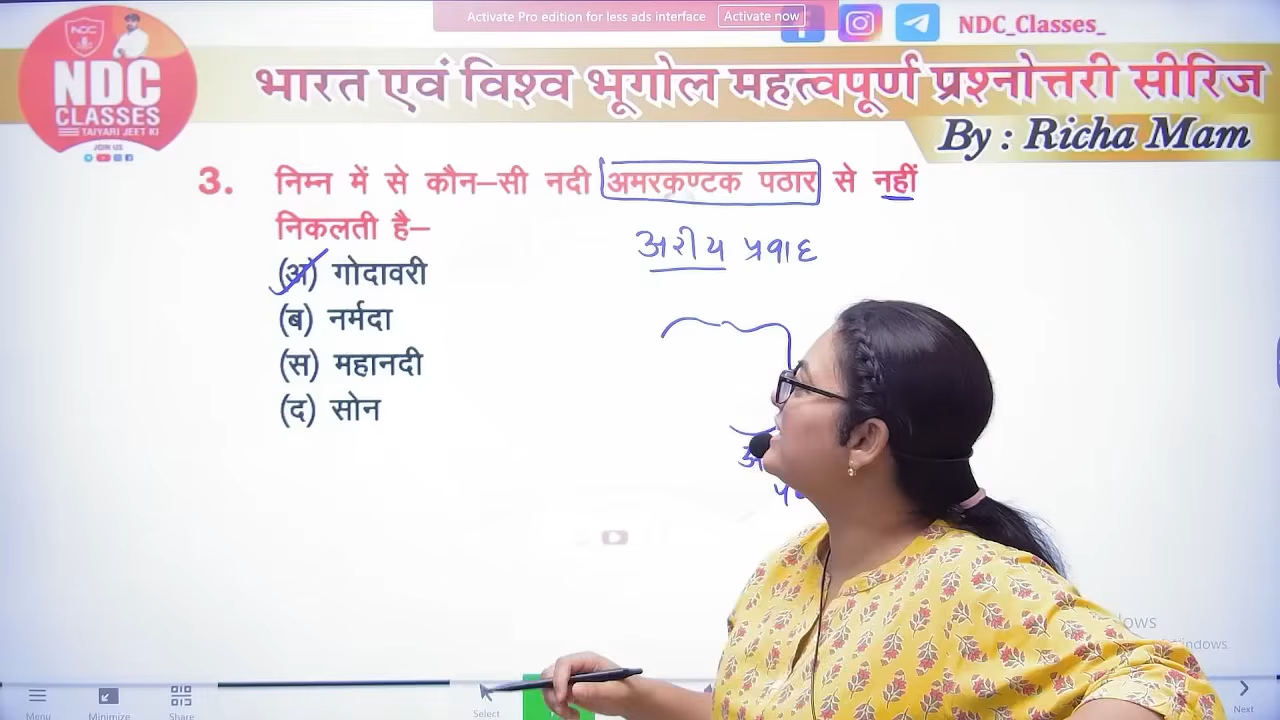 Activate Pro edition for less ads interface Activate now
NDC_Classes_
NDC
CLASSES
TAIYARI JEET KI
JOIN US
भारत एवं विश्व भूगोल महत्वपूर्ण प्रश्नोत्तरी सीरिज
By : Richa Mam
3. निम्न में से कौन–सी नदी अमरकण्टक पठार से नहीं
निकलती है–
अरीय प्रवाह
(अ) गोदावरी
(ब) नर्मदा
(स) महानदी
(द) सोन
Menu
Minimize
Share
Select
Next